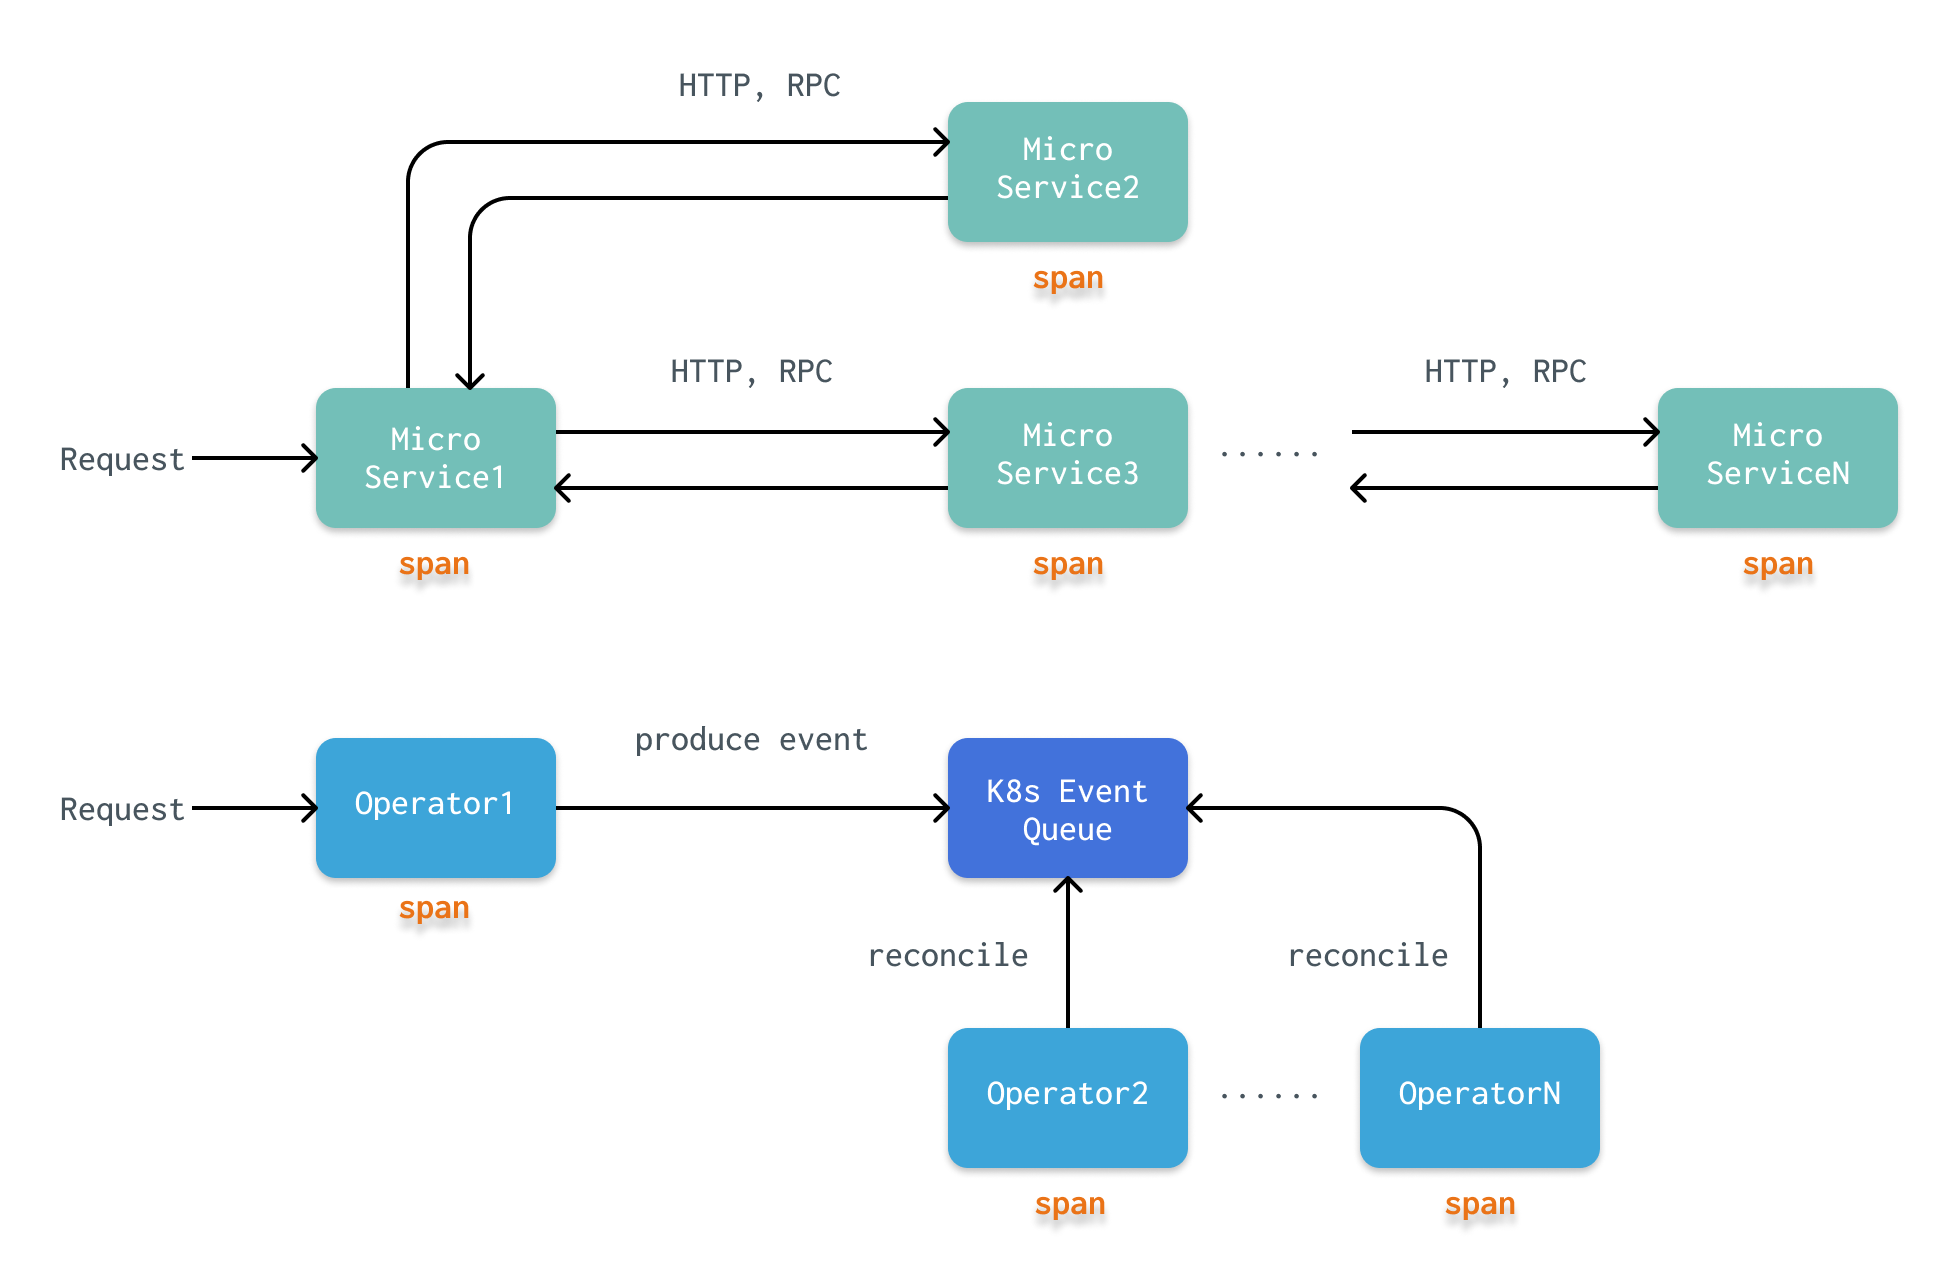 HTTP, RPC
Micro
Service2
span
HTTP, RPC
HTTP, RPC
Request
Micro
Service1
Micro
Service3
......
Micro
ServiceN
span
span
span
produce event
Request
Operator1
K8s Event
Queue
span
reconcile
reconcile
Operator2
......
OperatorN
span
span